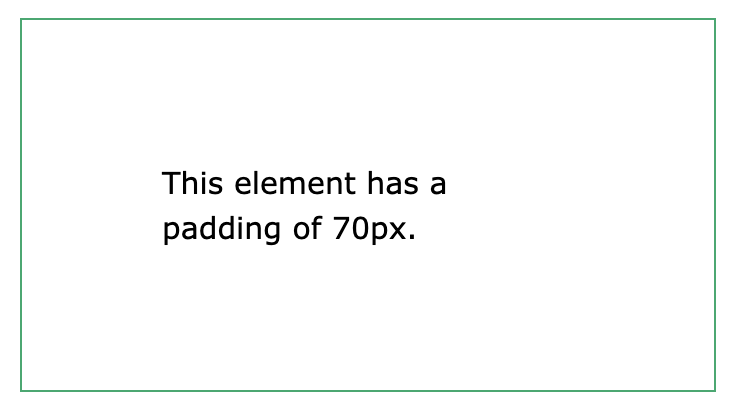 This element has a
padding of 70px.